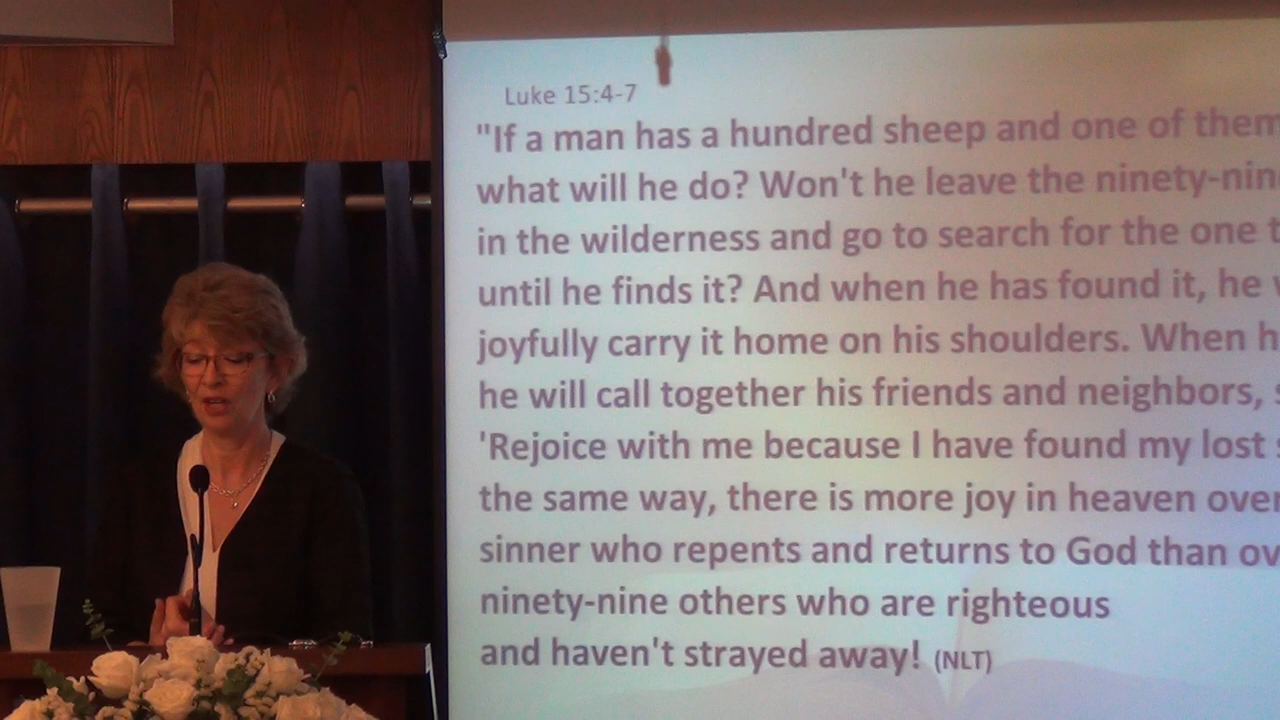 Luke 15:4-7
"If a man has a hundred sheep and one of them
what will he do? Won't he leave the ninety-nin
in the wilderness and go to search for the one
until he finds it? And when he has found it, he
joyfully carry it home on his shoulders. When h
he will call together his friends and neighbors,
'Rejoice with me because I have found my lost
the same way, there is more joy in heaven over
sinner who repents and returns to God than ov
ninety-nine others who are righteous
and haven't strayed away! (NLT)